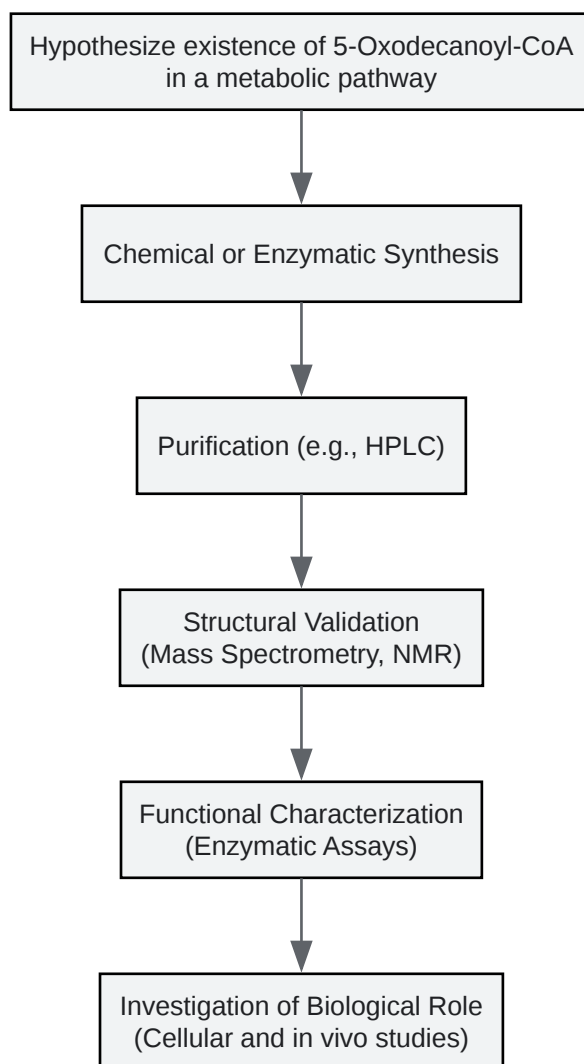 Hypothesize existence of 5-Oxodecanoyl-CoA
in a metabolic pathway
Chemical or Enzymatic Synthesis
Purification (e.g., HPLC)
Structural Validation
(Mass Spectrometry, NMR)
Functional Characterization
(Enzymatic Assays)
Investigation of Biological Role
(Cellular and in vivo studies)